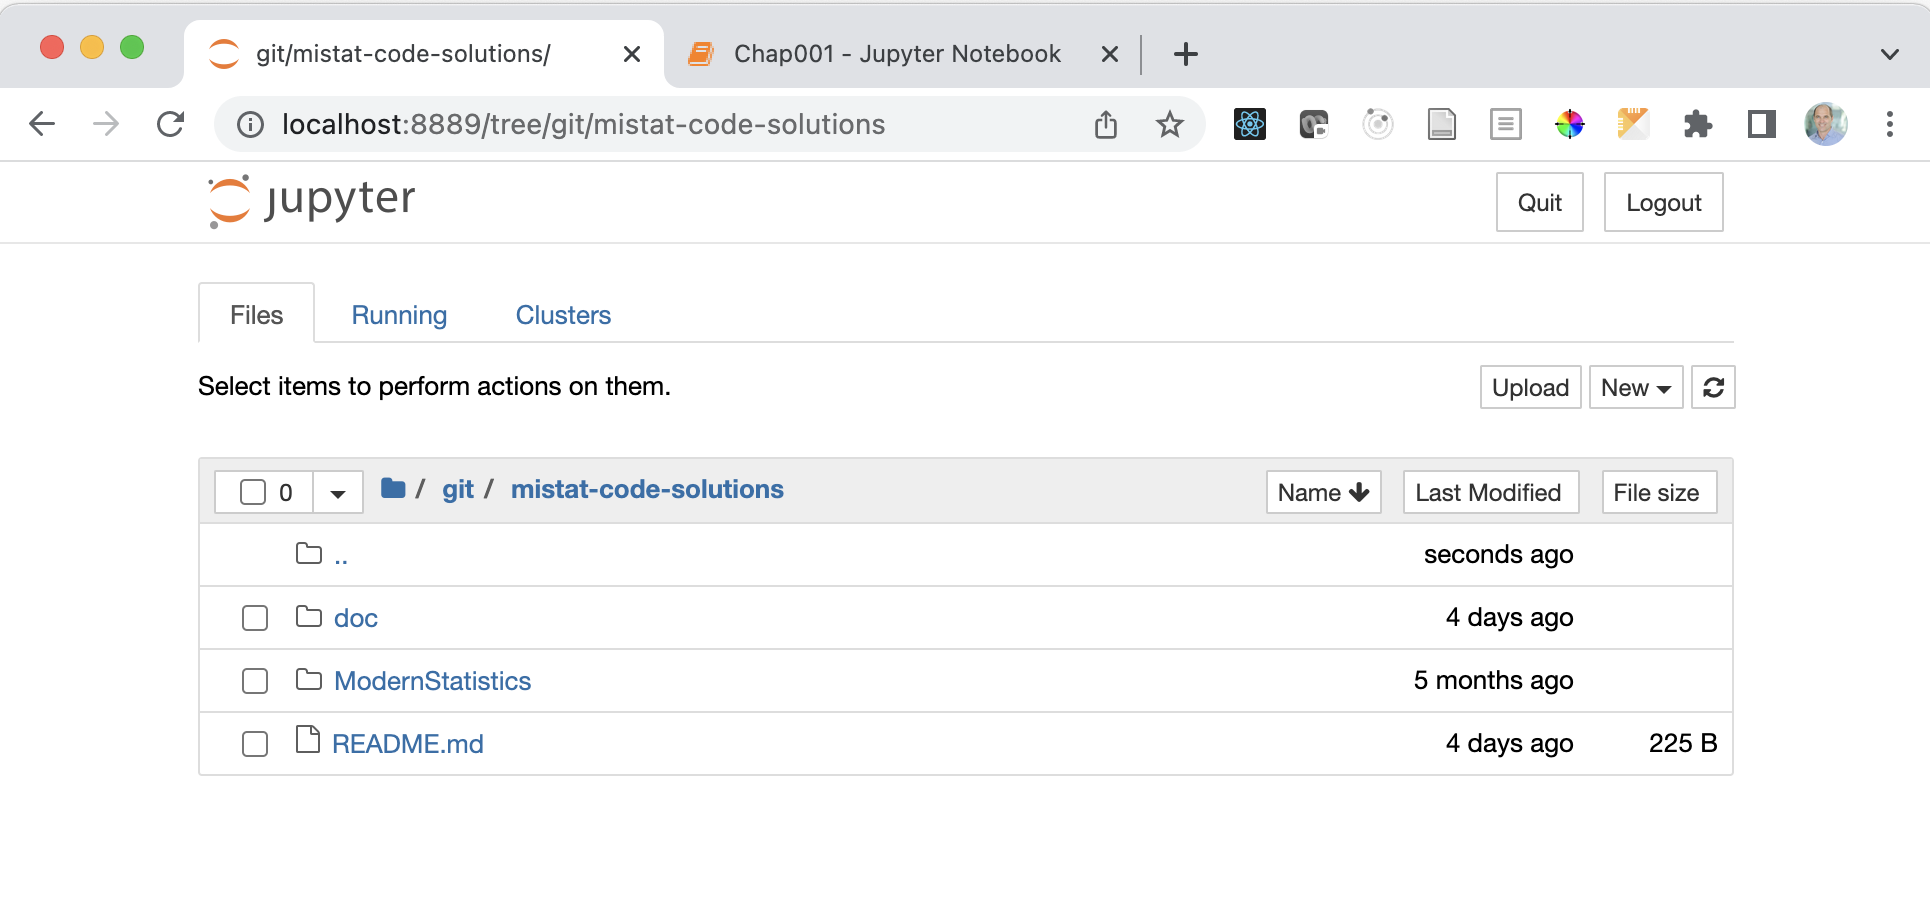 git/mistat-code-solutions/
Chap001 - Jupyter Notebook
localhost:8889/tree/git/mistat-code-solutions
jupyter
Quit
Logout
Files
Running
Clusters
Select items to perform actions on them.
Upload
New
0
/ git / mistat-code-solutions
Name
Last Modified
File size
..
seconds ago
doc
4 days ago
ModernStatistics
5 months ago
README.md
4 days ago
225 B